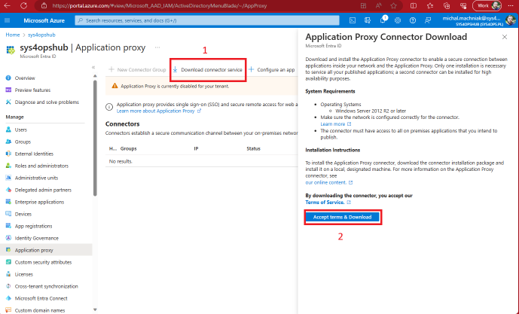 https://portal.azure.com/#view/Microsoft_AAD_IAM/ActiveDirectoryMenuBlade/~/AppProxy
Work
Microsoft Azure
Search resources, services, and docs (G+/)
michal.machniak@sys4...
Home > sys4opshub
sys4opshub | Application proxy
Microsoft Entra ID
1
Overview
Preview features
Diagnose and solve problems
Manage
Users
Groups
External Identities
Roles and administrators
Administrative units
Delegated admin partners
Enterprise applications
Devices
App registrations
Identity Governance
Application proxy
Custom security attributes
Licenses
Cross-tenant synchronization
Microsoft Entra Connect
Custom domain names
New Connector Group
Download connector service
Configure an app
Application Proxy is currently disabled for your tenant.
Application proxy provides single sign-on (SSO) and secure remote access for web a
Learn more about Application Proxy
Connectors
Connectors establish a secure communication channel between your on-premises network
H... Groups IP Status
No results
Application Proxy Connector Download
Microsoft Entra ID
Download and install the Application Proxy connector to enable a secure connection between
applications inside your network and the Application Proxy. Only one installation is necessary
to service all your published applications; a second connector can be installed for high
availability purposes.
System Requirements
Operating Systems
Windows Server 2012 R2 or later
Make sure the network is configured correctly for the connector.
Learn more
The connector must have access to all on premises applications that you intend to
publish.
Installation Instructions
To install the Application Proxy connector, download the connector installation package and
install it on a local, designated machine. For more information on the Application Proxy
connector, see
our online content.
By downloading the connector, you accept our
Terms of Service.
Accept terms & Download
2